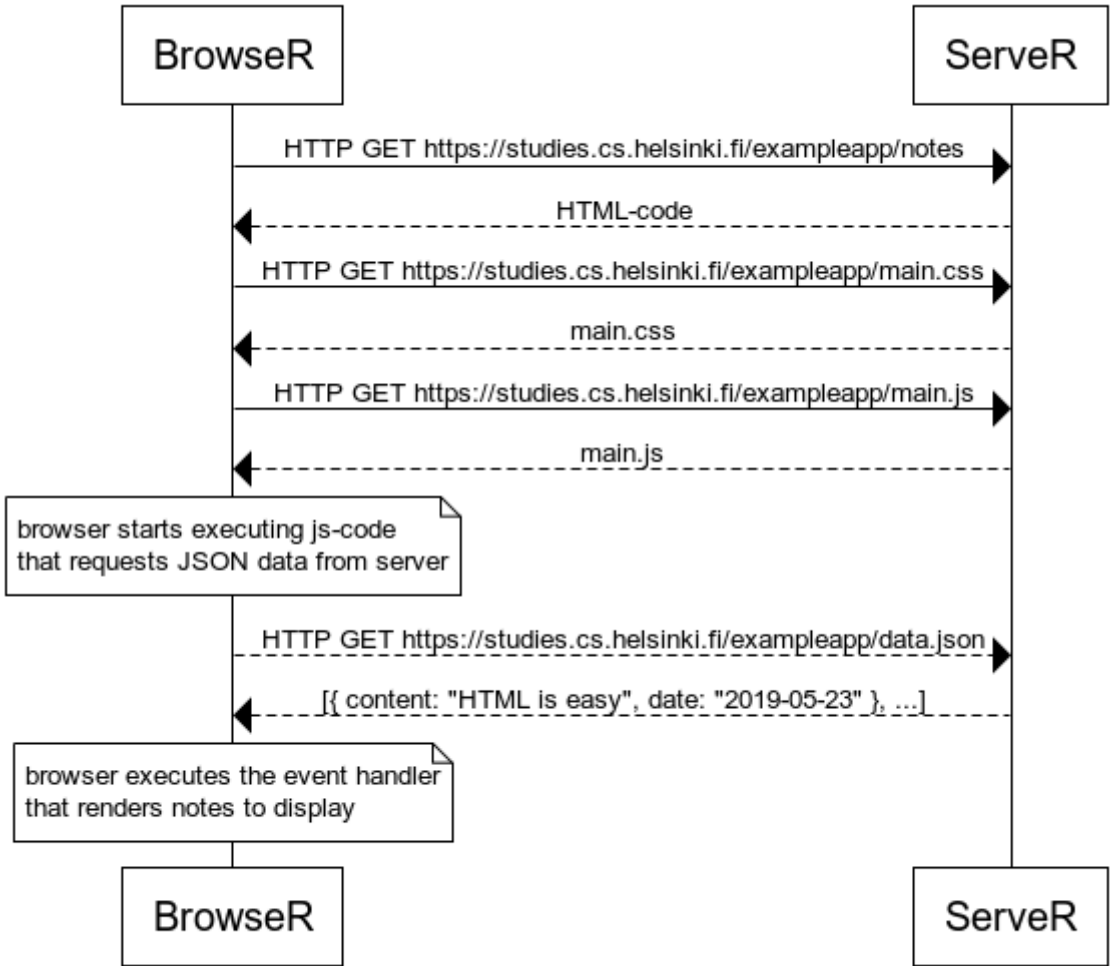 BrowseR
ServeR
HTTP GET https://studies.cs.helsinki.fi/exampleapp/notes
HTML-code
HTTP GET https://studies.cs.helsinki.fi/exampleapp/main.css
main.css
HTTP GET https://studies.cs.helsinki.fi/exampleapp/main.js
main.js
browser starts executing js-code
that requests JSON data from server
HTTP GET https://studies.cs.helsinki.fi/exampleapp/data.json
[{ content: "HTML is easy", date: "2019-05-23" }, ...]
browser executes the event handler
that renders notes to display
BrowseR
ServeR